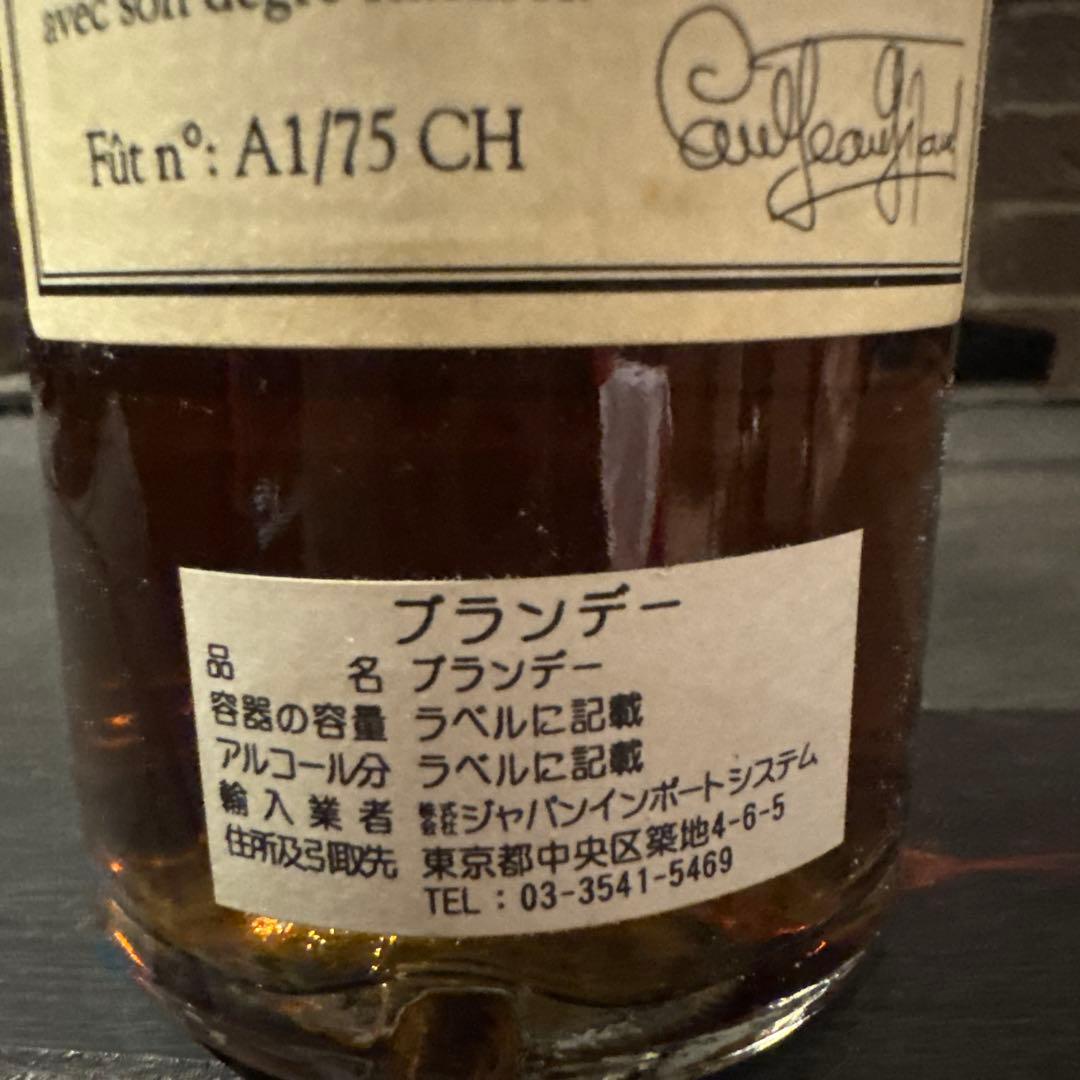 avec son degré
Fût n°: A1/75 CH
ブランデー
品名 ブランデー
容器の容量 ラベルに記載
アルコール分 ラベルに記載
輸入業者 株式会社ジャパンインポートシステム
住所及引取先 東京都中央区築地4-6-5
TEL : 03-3541-5469